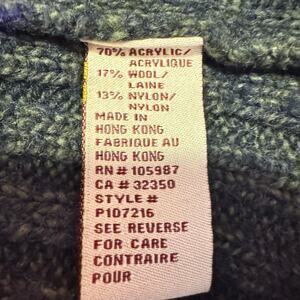 70% ACRYLIC/
ACRYLIQUE
17% WOOL/
LAINE
13% NYLON/
NYLON
MADE IN
HONG KONG
FABRIQUE AU
HONG KONG
RN # 105987
CA # 32350
STYLE #
P107216
SEE REVERSE
FOR CARE
CONTRAIRE
POUR